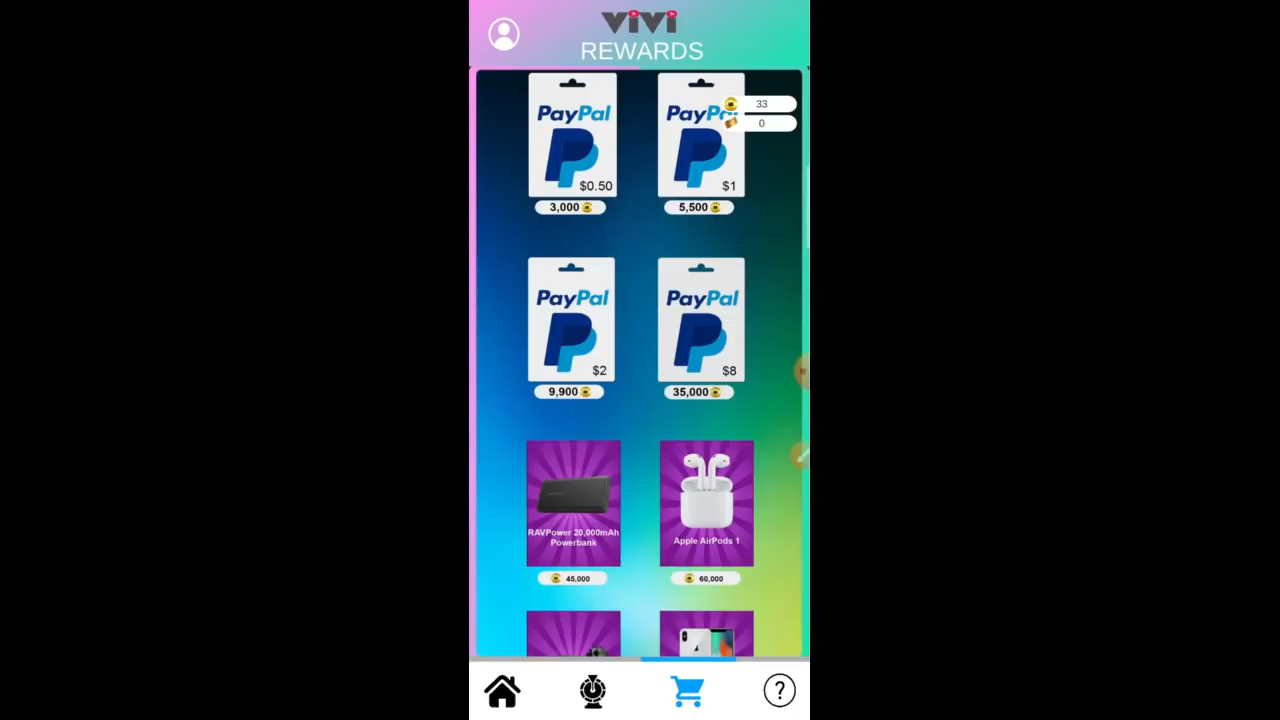 ViVi
REWARDS
33
0
PayPal
$0.50
3,000
PayPal
$1
5,500
PayPal
$2
9,900
PayPal
$8
35,000
RAVPower 20,000mAh
Powerbank
45,000
Apple AirPods 1
60,000
?